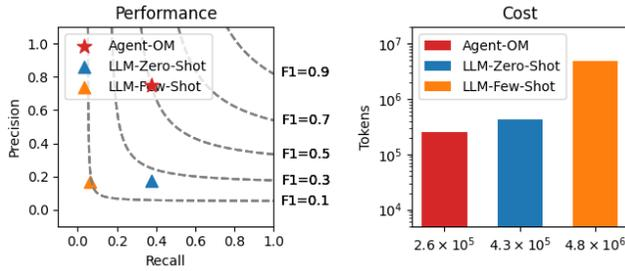 Performance
Agent-OM
LLM-Zero-Shot
LLM-Few-Shot
1.0
0.8
0.6
0.4
0.2
0.0
Precision
0.0 0.2 0.4 0.6 0.8 1.0
Recall
F1=0.9
F1=0.7
F1=0.5
F1=0.3
F1=0.1
Cost
Agent-OM
LLM-Zero-Shot
LLM-Few-Shot
10⁷
10⁶
10⁵
10⁴
Tokens
2.6 × 10⁵ 4.3 × 10⁵ 4.8 × 10⁶